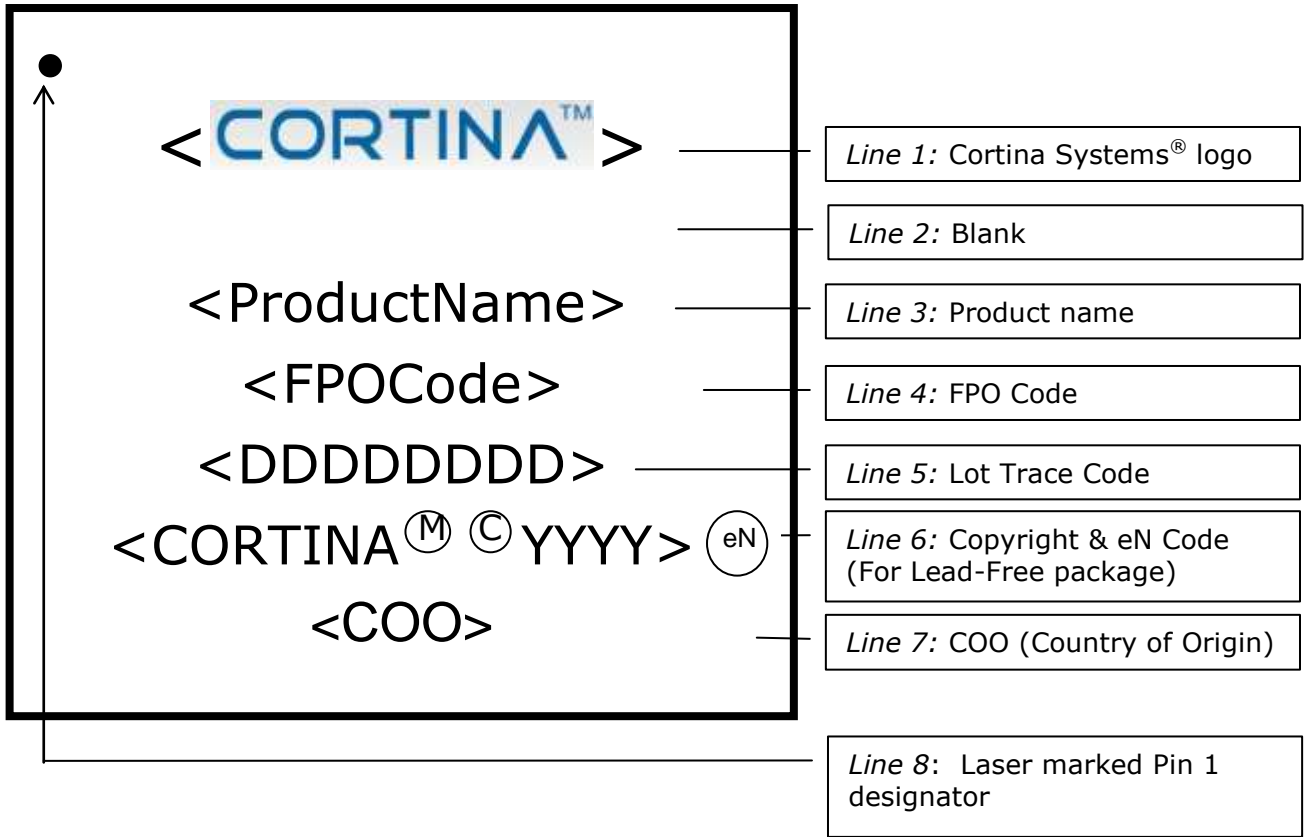 <CORTINA™>
Line 1: Cortina Systems® logo
Line 2: Blank
<ProductName>
Line 3: Product name
<FPOCode>
Line 4: FPO Code
<DDDDDDDD>
Line 5: Lot Trace Code
<CORTINA Ⓜ © YYYY> eN
Line 6: Copyright & eN Code
(For Lead-Free package)
<COO>
Line 7: COO (Country of Origin)
Line 8: Laser marked Pin 1
designator